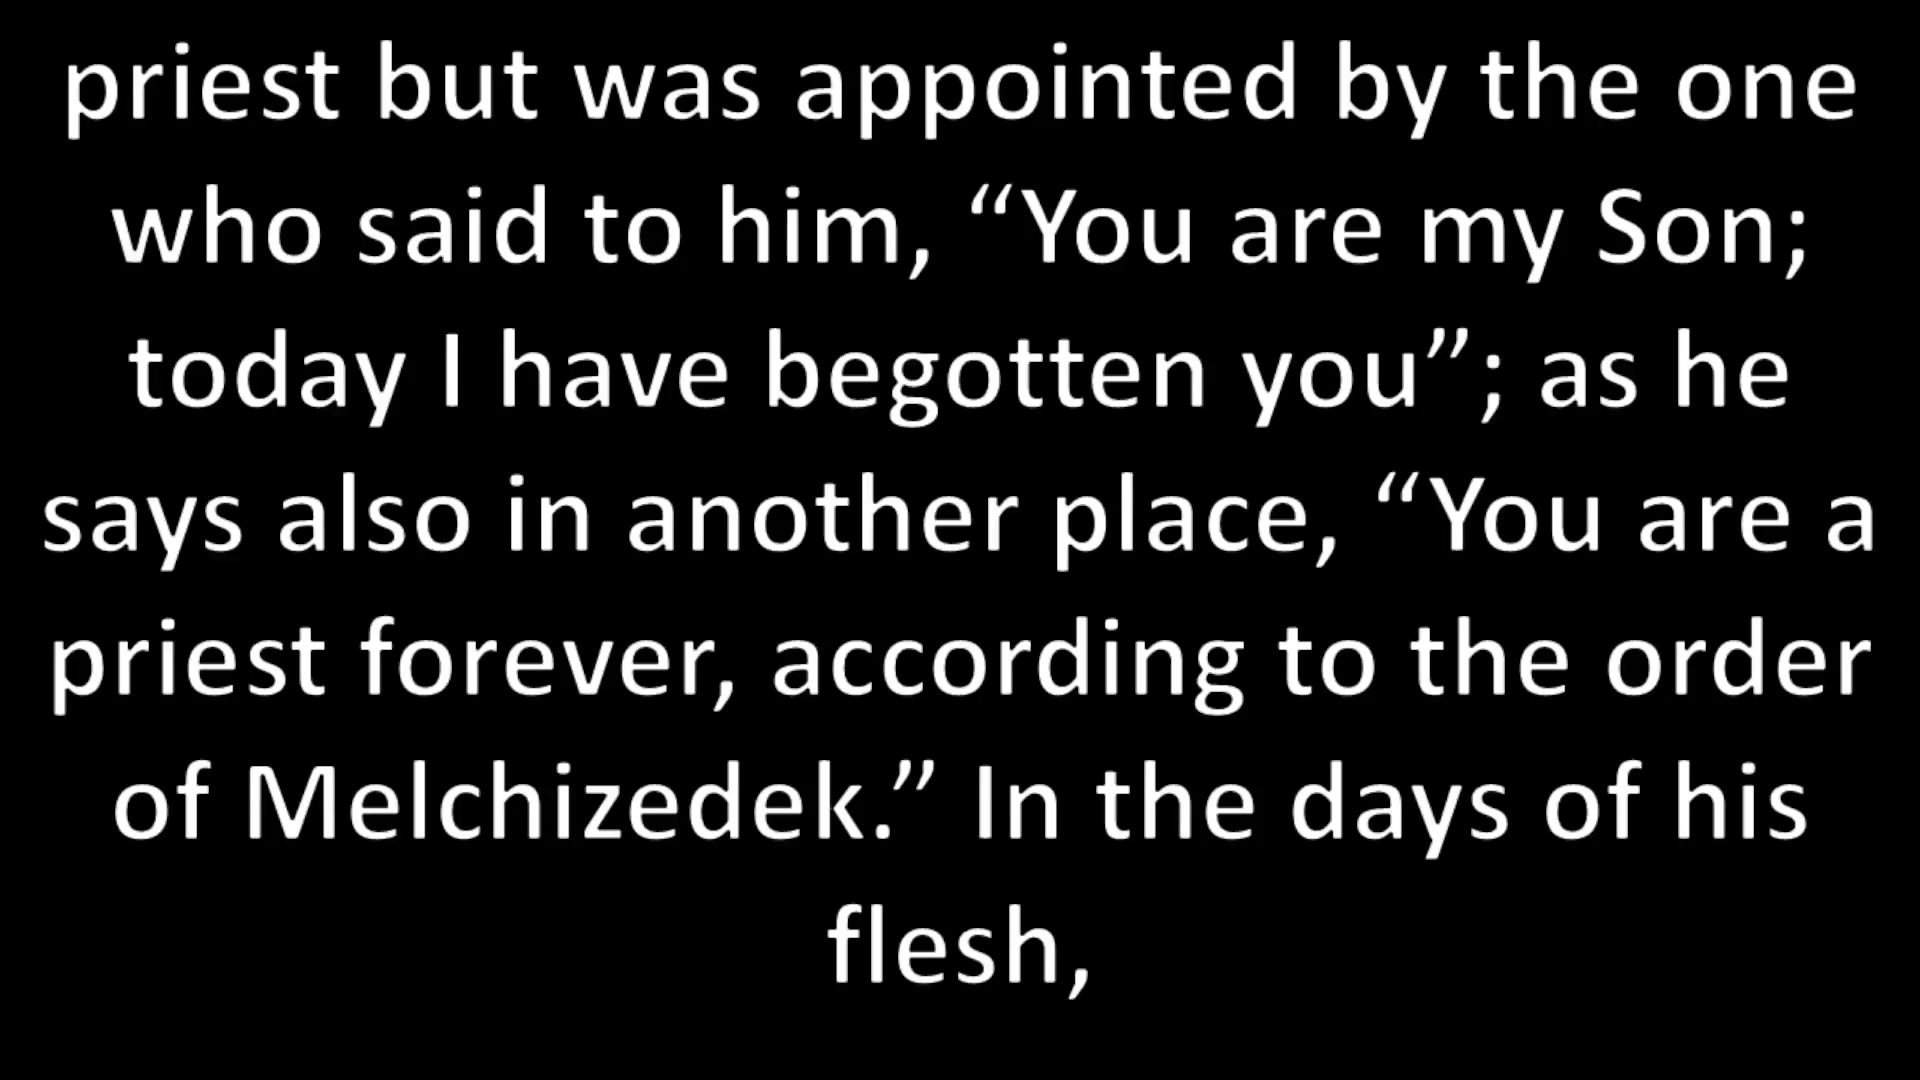 priest but was appointed by the one
who said to him, “You are my Son;
today I have begotten you”; as he
says also in another place, “You are a
priest forever, according to the order
of Melchizedek.” In the days of his
flesh,